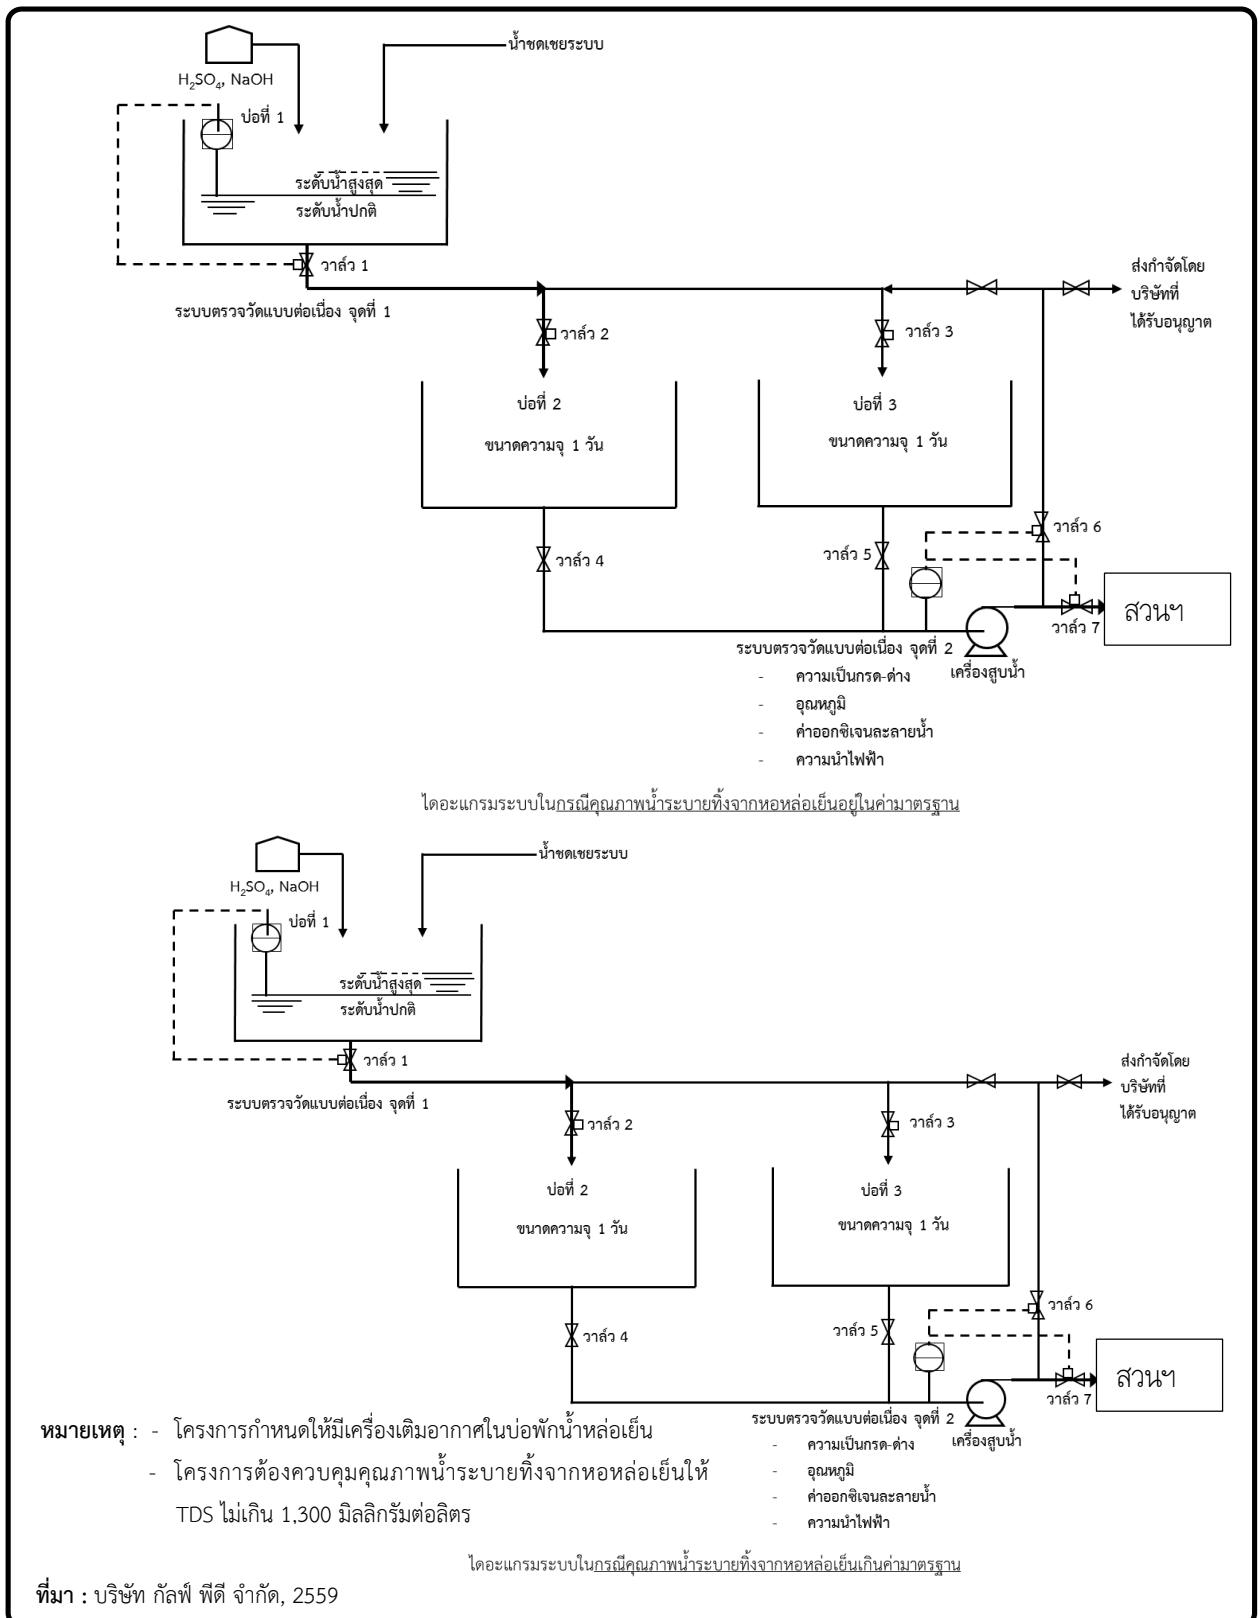 น้ำชดเชยระบบ
H₂SO₄, NaOH
บ่อที่ 1
ระดับน้ำสูงสุด
ระดับน้ำปกติ
วาล์ว 1
ระบบตรวจวัดแบบต่อเนื่อง จุดที่ 1
ส่งกำจัดโดย
บริษัทที่
ได้รับอนุญาต
วาล์ว 2
วาล์ว 3
บ่อที่ 2
ขนาดความจุ 1 วัน
บ่อที่ 3
ขนาดความจุ 1 วัน
วาล์ว 4
วาล์ว 5
วาล์ว 6
สวนฯ
วาล์ว 7
ระบบตรวจวัดแบบต่อเนื่อง จุดที่ 2
เครื่องสูบน้ำ
- ความเป็นกรด-ด่าง
- อุณหภูมิ
- ค่าออกซิเจนละลายน้ำ
- ความนำไฟฟ้า
ไดอะแกรมระบบในกรณีคุณภาพน้ำระบายทิ้งจากหอหล่อเย็นอยู่ในค่ามาตรฐาน
น้ำชดเชยระบบ
H₂SO₄, NaOH
บ่อที่ 1
ระดับน้ำสูงสุด
ระดับน้ำปกติ
วาล์ว 1
ระบบตรวจวัดแบบต่อเนื่อง จุดที่ 1
ส่งกำจัดโดย
บริษัทที่
ได้รับอนุญาต
วาล์ว 2
วาล์ว 3
บ่อที่ 2
ขนาดความจุ 1 วัน
บ่อที่ 3
ขนาดความจุ 1 วัน
วาล์ว 4
วาล์ว 5
วาล์ว 6
สวนฯ
วาล์ว 7
ระบบตรวจวัดแบบต่อเนื่อง จุดที่ 2
เครื่องสูบน้ำ
- ความเป็นกรด-ด่าง
- อุณหภูมิ
- ค่าออกซิเจนละลายน้ำ
- ความนำไฟฟ้า
หมายเหตุ : - โครงการกำหนดให้มีเครื่องเติมอากาศในบ่อพักน้ำหล่อเย็น
- โครงการต้องควบคุมคุณภาพน้ำระบายทิ้งจากหอหล่อเย็นให้
TDS ไม่เกิน 1,300 มิลลิกรัมต่อลิตร
ไดอะแกรมระบบในกรณีคุณภาพน้ำระบายทิ้งจากหอหล่อเย็นเกินค่ามาตรฐาน
ที่มา : บริษัท กัลฟ์ พีดี จำกัด, 2559